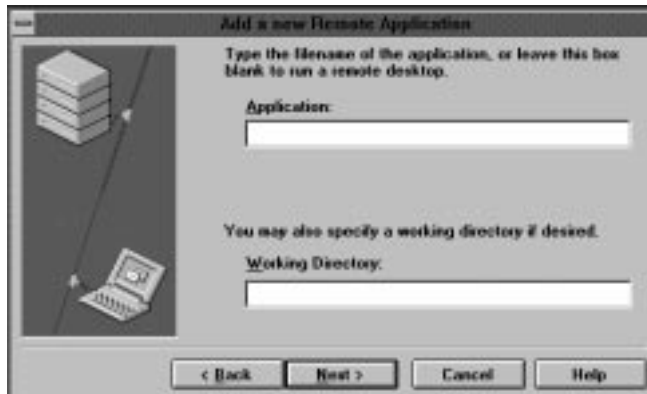 Add a new Remote Application
Type the filename of the application, or leave this box
blank to run a remote desktop.
Application:
You may also specify a working directory if desired.
Working Directory:
< Back
Next >
Cancel
Help